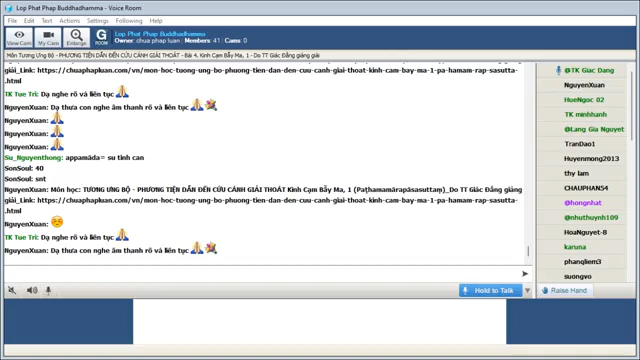 Lop Phat Phap Buddhadhamma - Voice Room
File Text Actions Settings Following Help
View Cam My Cam Enlarge G ROOM
Lop Phat Phap Buddhadhamma
Owner: chua phap luan Members: 41 Cams: 0
Môn Tương Ưng Bộ - PHƯƠNG TIỆN DẪN ĐẾN CỨU CÁNH GIẢI THOÁT - Bài 4. Kinh Cạm Bẫy Ma, 1 - Do TT Giác Đẳng giảng
giải_Link: https://chuaphapluan.com/vn/mon-hoc-tuong-ung-bo-phuong-tien-dan-den-cuu-canh-giai-thoat-kinh-cam-bay-ma-1-pa-hamam-rap-sasutta-
.html
TK Tue Tri: Dạ nghe rõ và liên tục
NguyenXuan: Dạ thưa con nghe âm thanh rõ và liên tục
NguyenXuan:
NguyenXuan:
NguyenXuan:
Su_Nguyenthong: appamāda= su tinh can
SonSoul: 40
SonSoul: snt
NguyenXuan: Môn học: TƯƠNG ƯNG BỘ - PHƯƠNG TIỆN DẪN ĐẾN CỨU CÁNH GIẢI THOÁT Kinh Cạm Bẫy Ma, 1 (Paṭhamamārapāsasuttaṃ)_Do TT Giác Đẳng giảng
giải_Link: https://chuaphapluan.com/vn/mon-hoc-tuong-ung-bo-phuong-tien-dan-den-cuu-canh-giai-thoat-kinh-cam-bay-ma-1-pa-hamam-rap-sasutta-
.html
NguyenXuan:
TK Tue Tri: Dạ nghe rõ và liên tục
NguyenXuan: Dạ thưa con nghe âm thanh rõ và liên tục
@TK Giac Dang
NguyenXuan
HueNgoc 02
TK minhhanh
@Lang Gia Nguyet
TranDao1
Huyenmong2013
thy lam
CHAUPHAN54
@hongnhat
@nhuthuynh109
HoaNguyet-8
karuna
phanqliem3
suongvo
Hold to Talk
Raise Hand